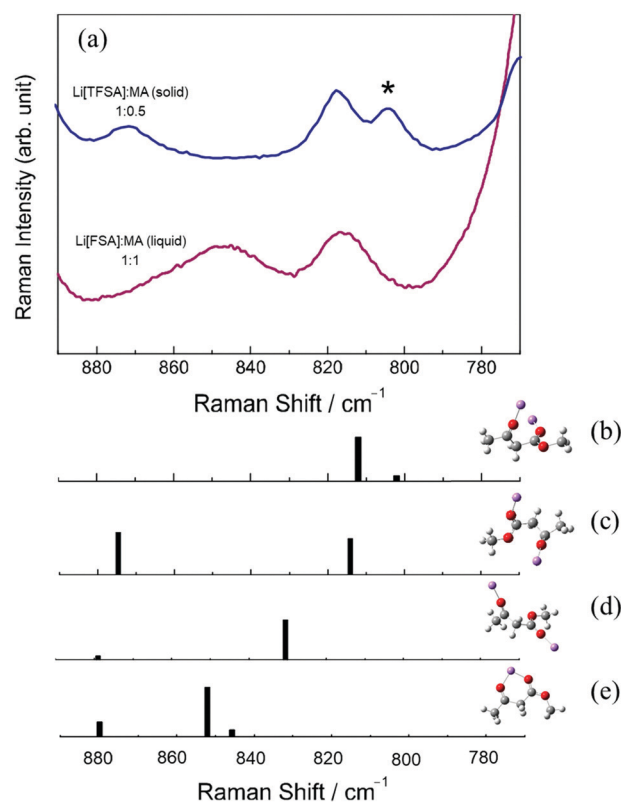 (a)
*
Li[TFSA]:MA (solid)
1:0.5
Li[FSA]:MA (liquid)
1:1
Raman Intensity (arb. unit)
880 860 840 820 800 780
Raman Shift / cm⁻¹
(b)
(c)
(d)
(e)
880 860 840 820 800 780
Raman Shift / cm⁻¹